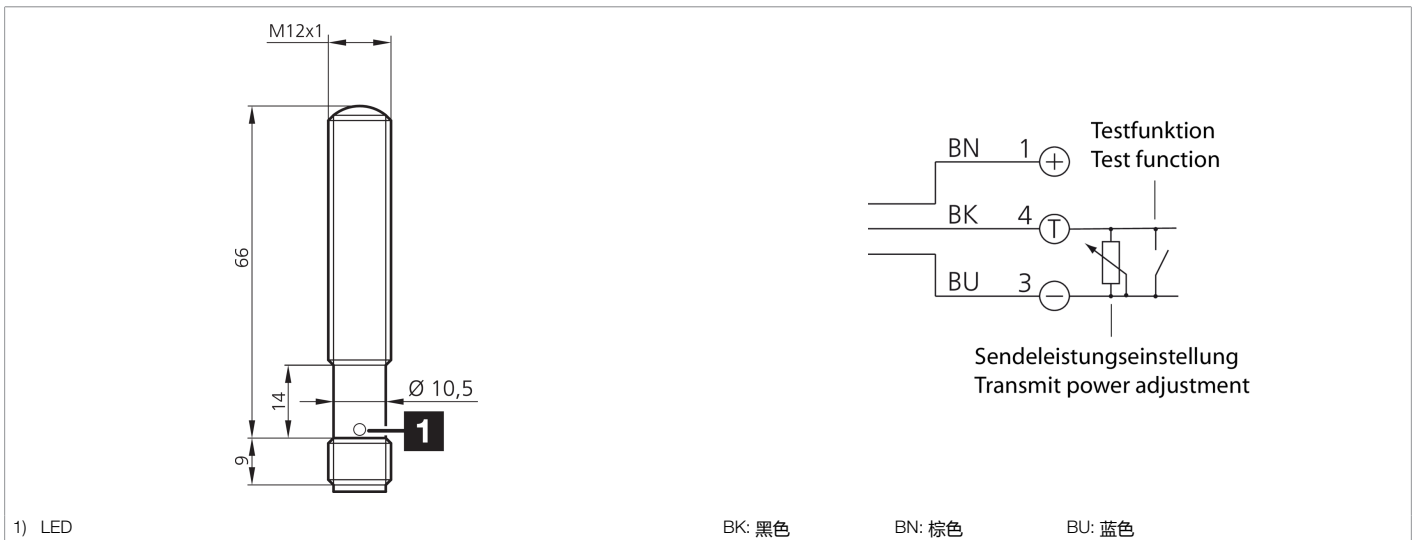 M12x1
66
14
Ø 10,5
1
9
BN 1 +
BK 4 T
BU 3 −
Testfunktion
Test function
Sendeleistungseinstellung
Transmit power adjustment
1) LED
BK: 黑色 BN: 棕色 BU: 蓝色